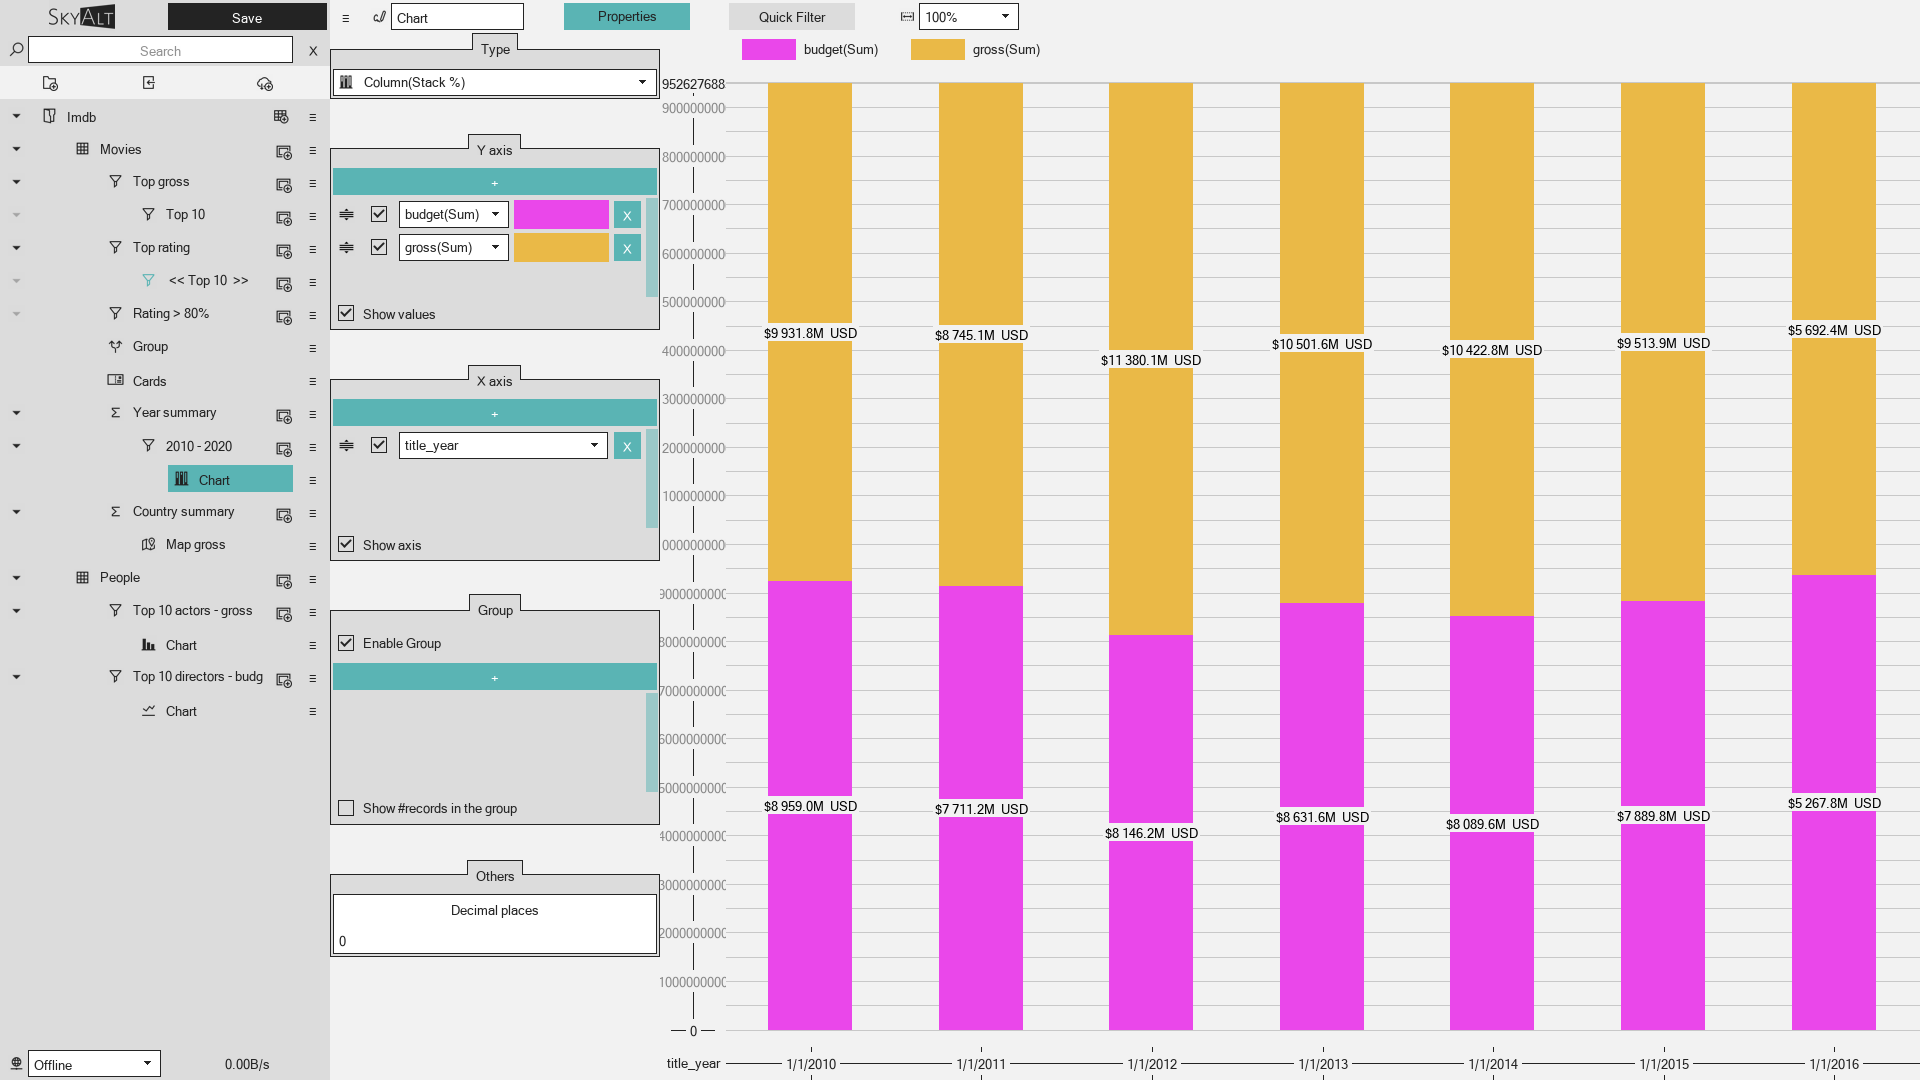 SKYALT
Save
Search
X
Imdb
Movies
Top gross
Top 10
Top rating
<< Top 10 >>
Rating > 80%
Group
Cards
Year summary
2010 - 2020
Chart
Country summary
Map gross
People
Top 10 actors - gross
Chart
Top 10 directors - budg
Chart
Offline
0.00B/s
Chart
Properties
Quick Filter
100%
Type
Column(Stack %)
Y axis
+
budget(Sum)
X
gross(Sum)
X
Show values
X axis
+
title_year
X
Show axis
Group
Enable Group
+
Show #records in the group
Others
Decimal places
0
budget(Sum)
gross(Sum)
952627688
900000000
800000000
700000000
600000000
500000000
400000000
300000000
200000000
100000000
000000000
9000000000
8000000000
7000000000
6000000000
5000000000
4000000000
3000000000
2000000000
1000000000
0
$9 931.8M USD
$8 745.1M USD
$11 380.1M USD
$10 501.6M USD
$10 422.8M USD
$9 513.9M USD
$5 692.4M USD
$8 959.0M USD
$7 711.2M USD
$8 146.2M USD
$8 631.6M USD
$8 089.6M USD
$7 889.8M USD
$5 267.8M USD
title_year
1/1/2010
1/1/2011
1/1/2012
1/1/2013
1/1/2014
1/1/2015
1/1/2016